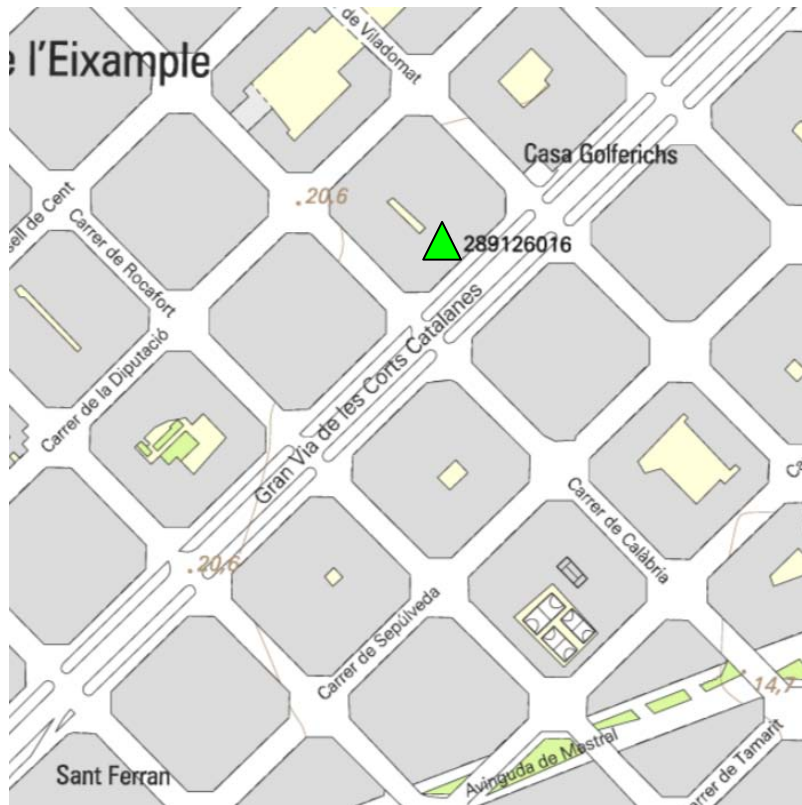 de Viladomat
l'Eixample
Casa Golferichs
.20,6
289126016
Carrer de Rocafort
ell de Cent
Carrer de la Diputació
Gran Via de les Corts Catalanes
Carrer de Calàbria
.20,6
Carrer de Sepúlveda
14,7
Avinguda de Mistral
Sant Ferran
arrer de Tamarit